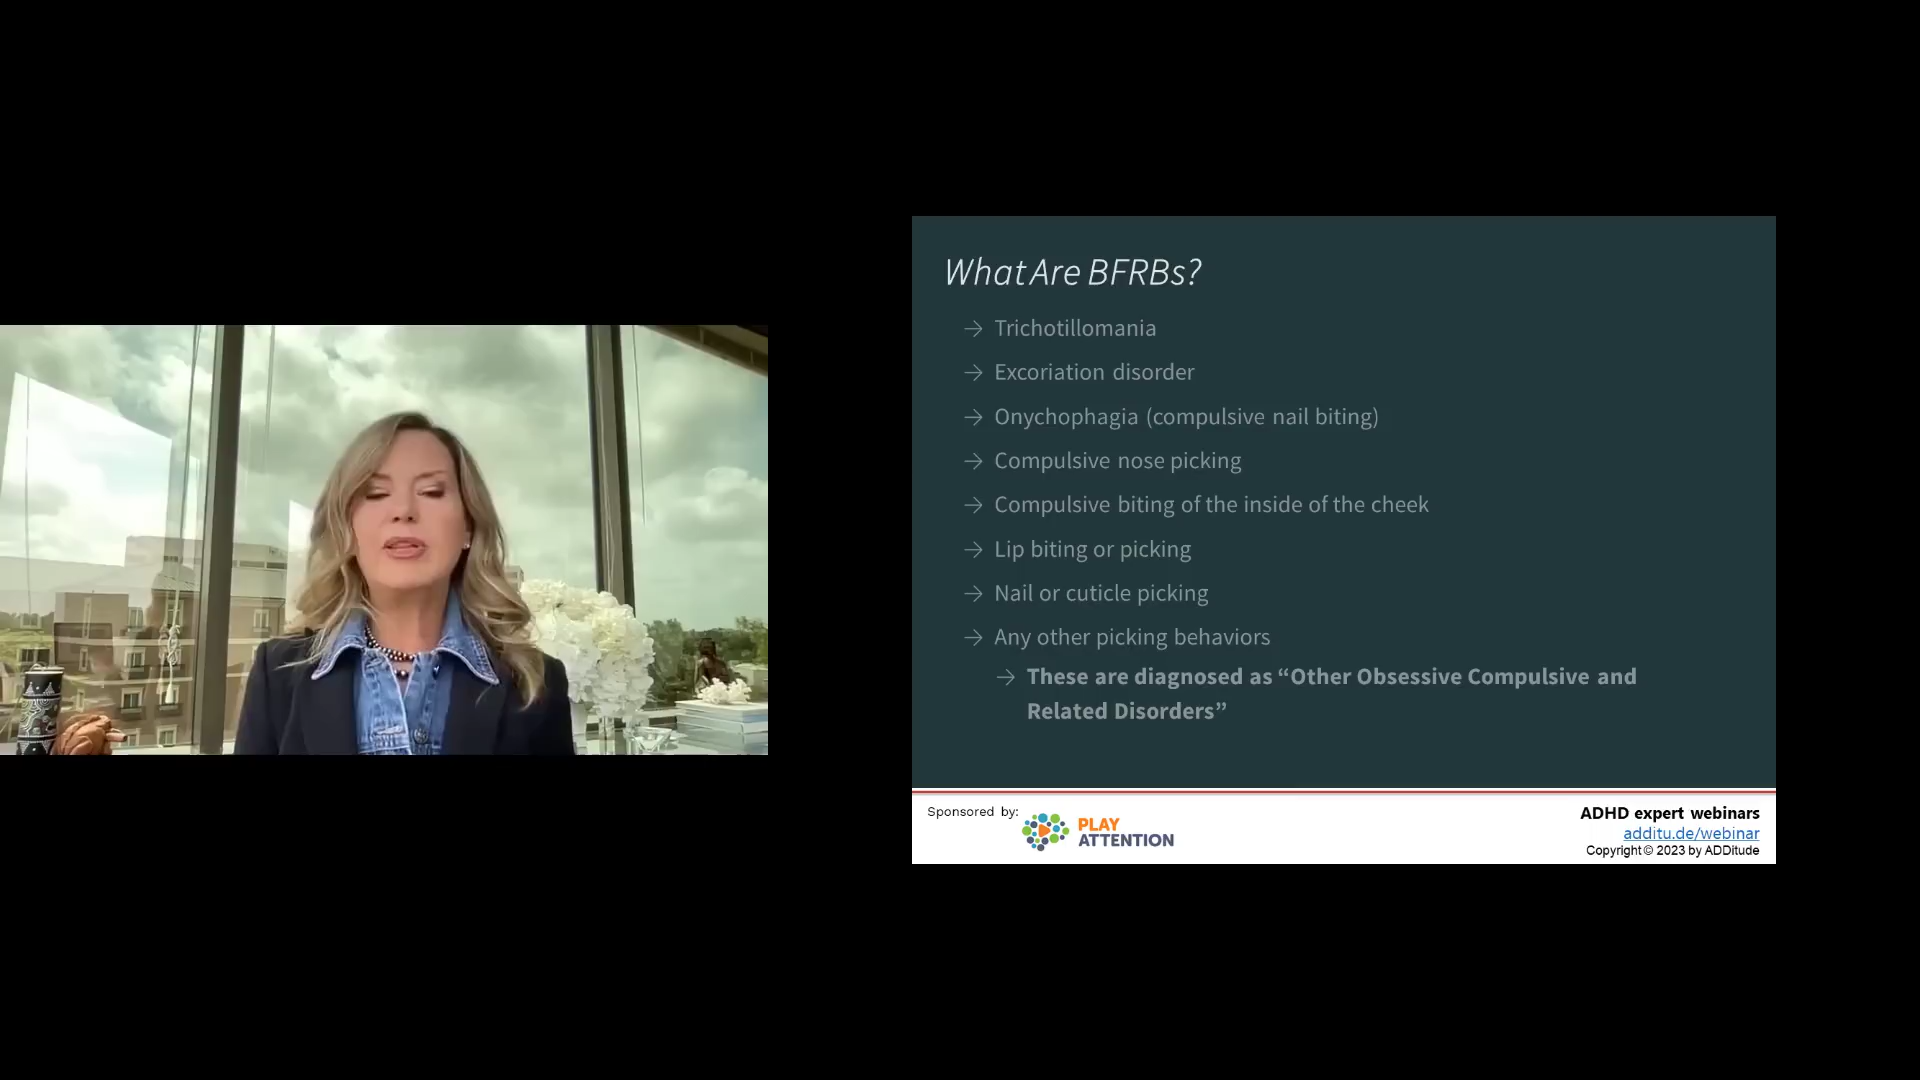 What Are BFRBs?
→ Trichotillomania
→ Excoriation disorder
→ Onychophagia (compulsive nail biting)
→ Compulsive nose picking
→ Compulsive biting of the inside of the cheek
→ Lip biting or picking
→ Nail or cuticle picking
→ Any other picking behaviors
→ These are diagnosed as “Other Obsessive Compulsive and
Related Disorders”
Sponsored by:
PLAY
ATTENTION
ADHD expert webinars
additu.de/webinar
Copyright © 2023 by ADDitude